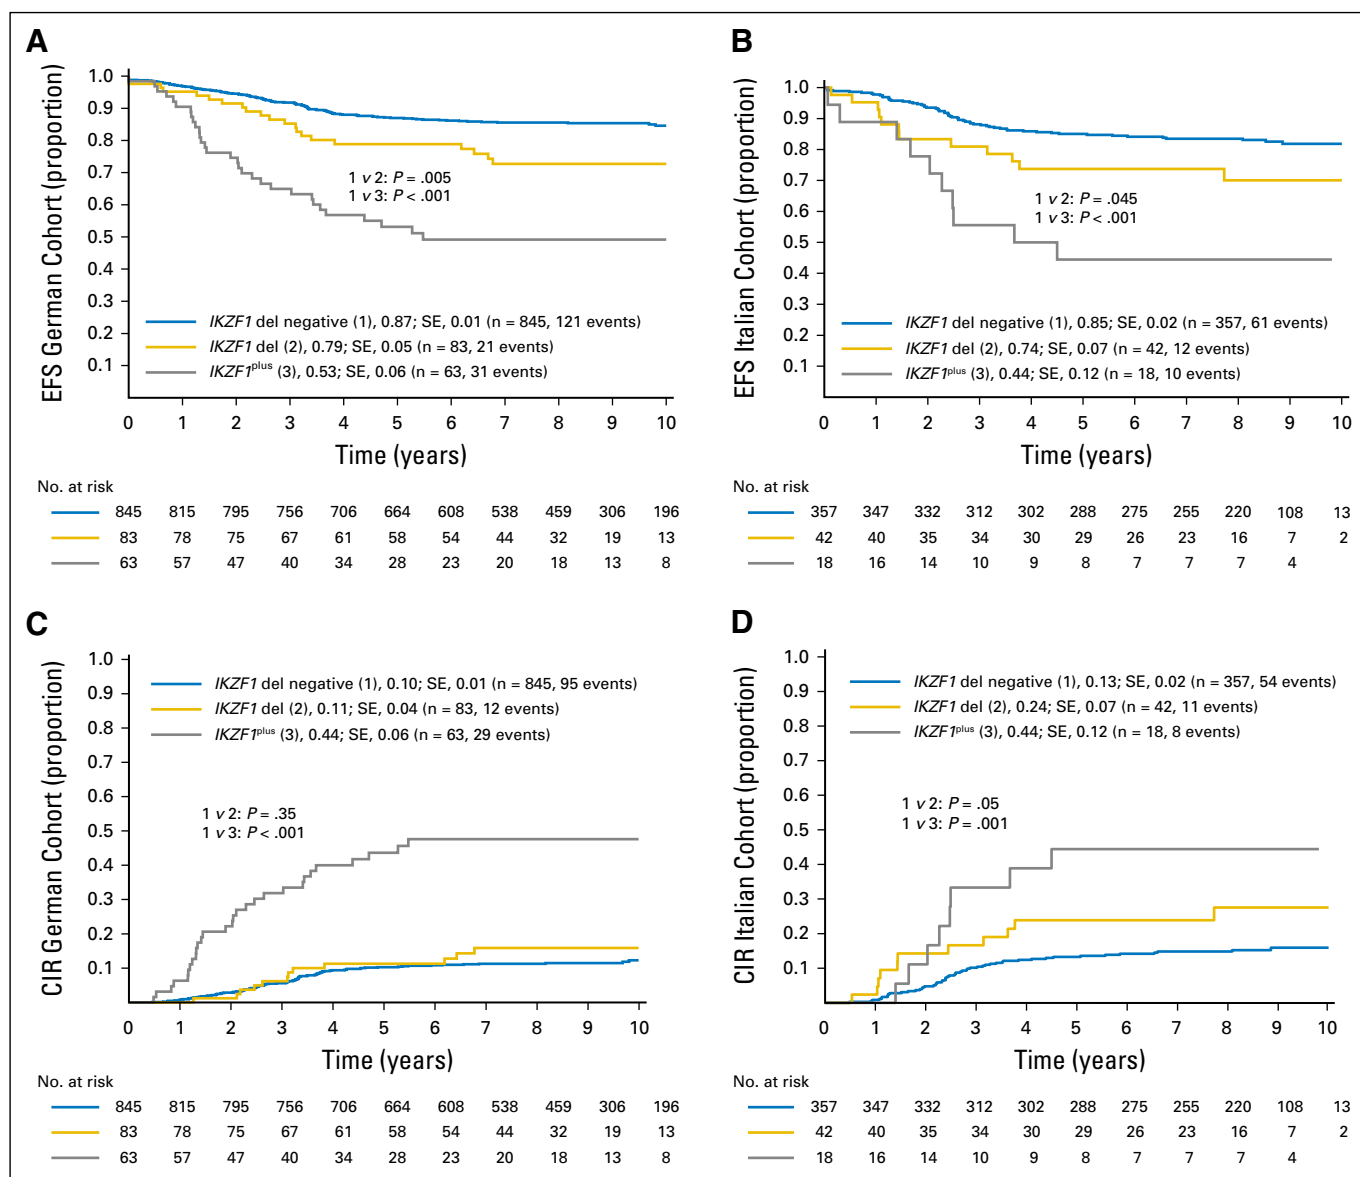 A
EFS German Cohort (proportion)
1.0
0.9
0.8
0.7
0.6
0.5
0.4
0.3
0.2
0.1
1 v 2: P = .005
1 v 3: P < .001
IKZF1 del negative (1), 0.87; SE, 0.01 (n = 845, 121 events)
IKZF1 del (2), 0.79; SE, 0.05 (n = 83, 21 events)
IKZF1plus (3), 0.53; SE, 0.06 (n = 63, 31 events)
0 1 2 3 4 5 6 7 8 9 10
Time (years)
No. at risk
845 815 795 756 706 664 608 538 459 306 196
83 78 75 67 61 58 54 44 32 19 13
63 57 47 40 34 28 23 20 18 13 8
B
EFS Italian Cohort (proportion)
1.0
0.9
0.8
0.7
0.6
0.5
0.4
0.3
0.2
0.1
1 v 2: P = .045
1 v 3: P < .001
IKZF1 del negative (1), 0.85; SE, 0.02 (n = 357, 61 events)
IKZF1 del (2), 0.74; SE, 0.07 (n = 42, 12 events)
IKZF1plus (3), 0.44; SE, 0.12 (n = 18, 10 events)
0 1 2 3 4 5 6 7 8 9 10
Time (years)
No. at risk
357 347 332 312 302 288 275 255 220 108 13
42 40 35 34 30 29 26 23 16 7 2
18 16 14 10 9 8 7 7 7 4
C
CIR German Cohort (proportion)
1.0
0.9
0.8
0.7
0.6
0.5
0.4
0.3
0.2
0.1
IKZF1 del negative (1), 0.10; SE, 0.01 (n = 845, 95 events)
IKZF1 del (2), 0.11; SE, 0.04 (n = 83, 12 events)
IKZF1plus (3), 0.44; SE, 0.06 (n = 63, 29 events)
1 v 2: P = .35
1 v 3: P < .001
0 1 2 3 4 5 6 7 8 9 10
Time (years)
No. at risk
845 815 795 756 706 664 608 538 459 306 196
83 78 75 67 61 58 54 44 32 19 13
63 57 47 40 34 28 23 20 18 13 8
D
CIR Italian Cohort (proportion)
1.0
0.9
0.8
0.7
0.6
0.5
0.4
0.3
0.2
0.1
IKZF1 del negative (1), 0.13; SE, 0.02 (n = 357, 54 events)
IKZF1 del (2), 0.24; SE, 0.07 (n = 42, 11 events)
IKZF1plus (3), 0.44; SE, 0.12 (n = 18, 8 events)
1 v 2: P = .05
1 v 3: P = .001
0 1 2 3 4 5 6 7 8 9 10
Time (years)
No. at risk
357 347 332 312 302 288 275 255 220 108 13
42 40 35 34 30 29 26 23 16 7 2
18 16 14 10 9 8 7 7 7 4